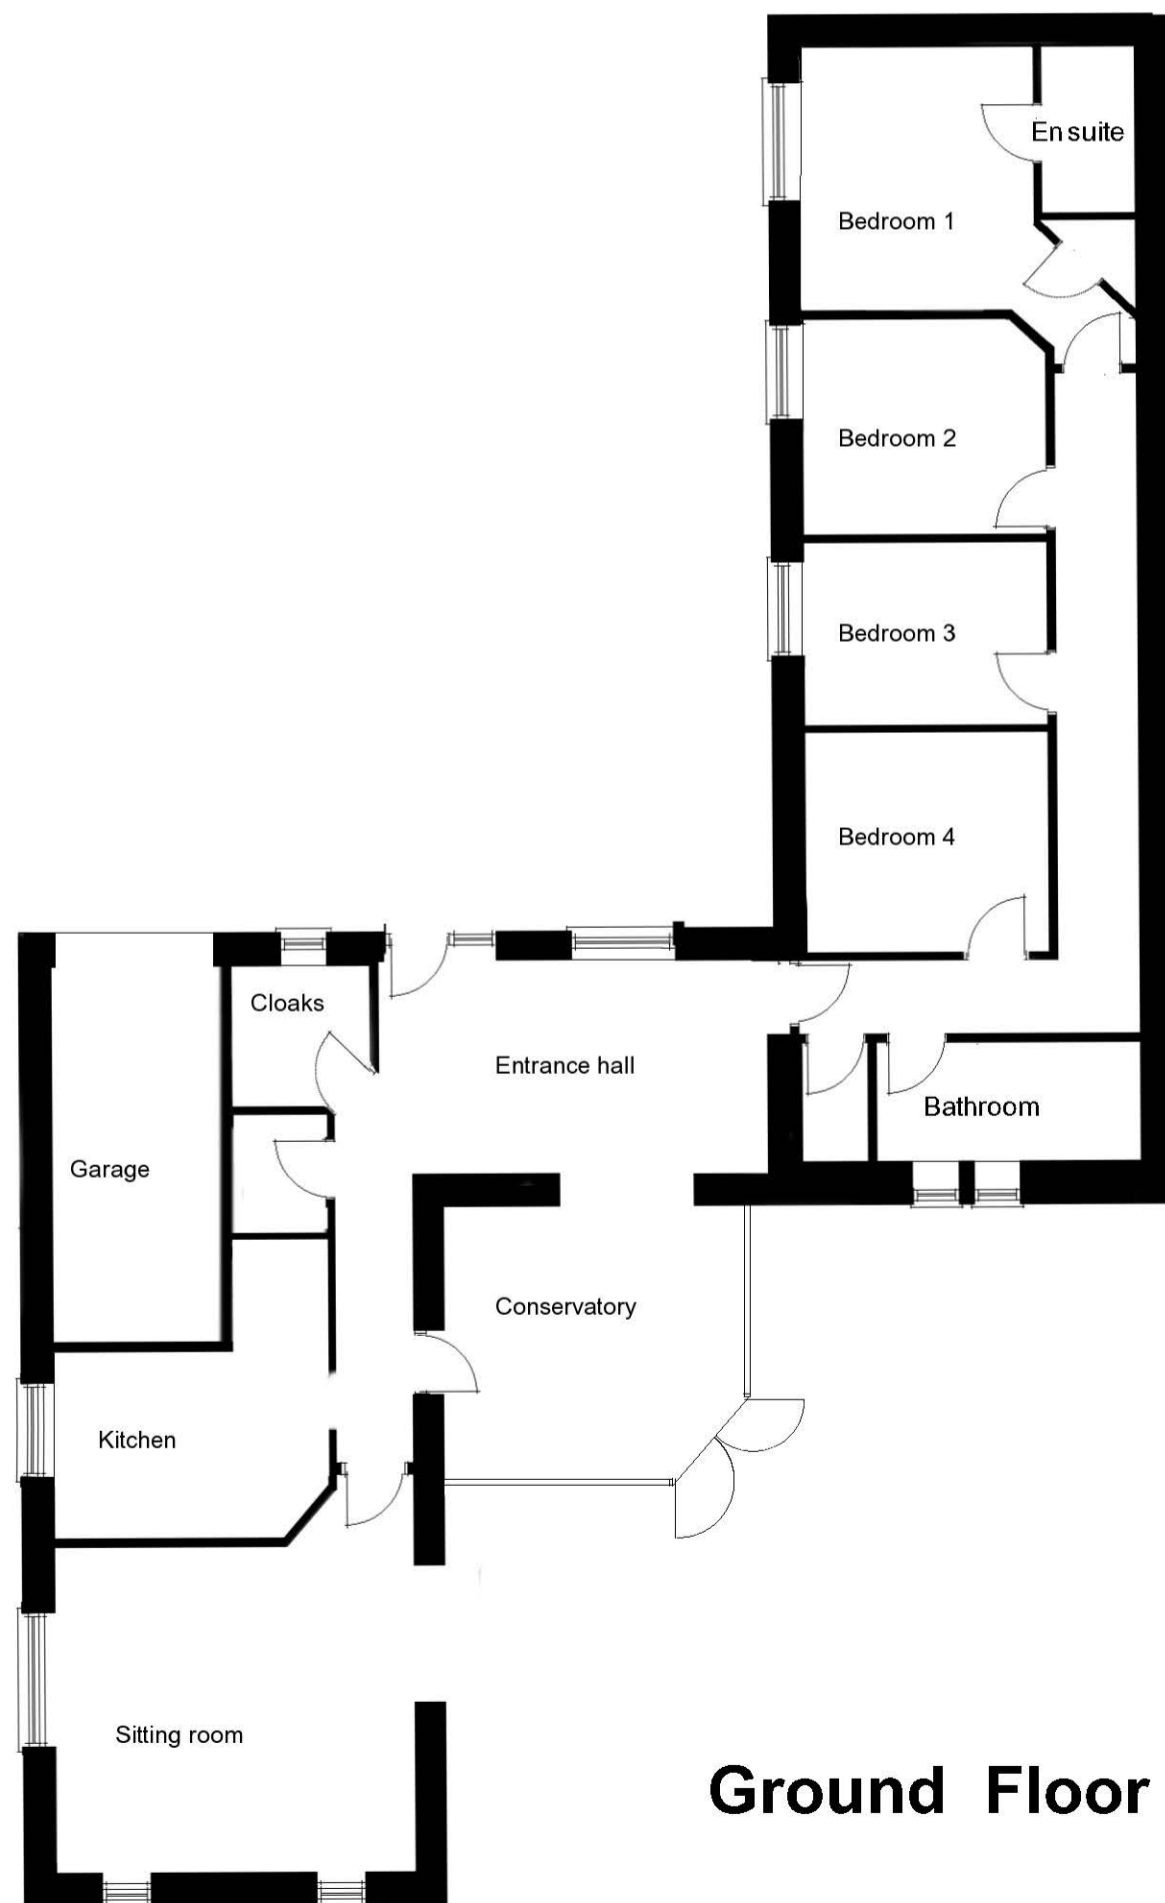 En suite
Bedroom 1
Bedroom 2
Bedroom 3
Bedroom 4
Cloaks
Entrance hall
Bathroom
Garage
Conservatory
Kitchen
Sitting room
Ground Floor